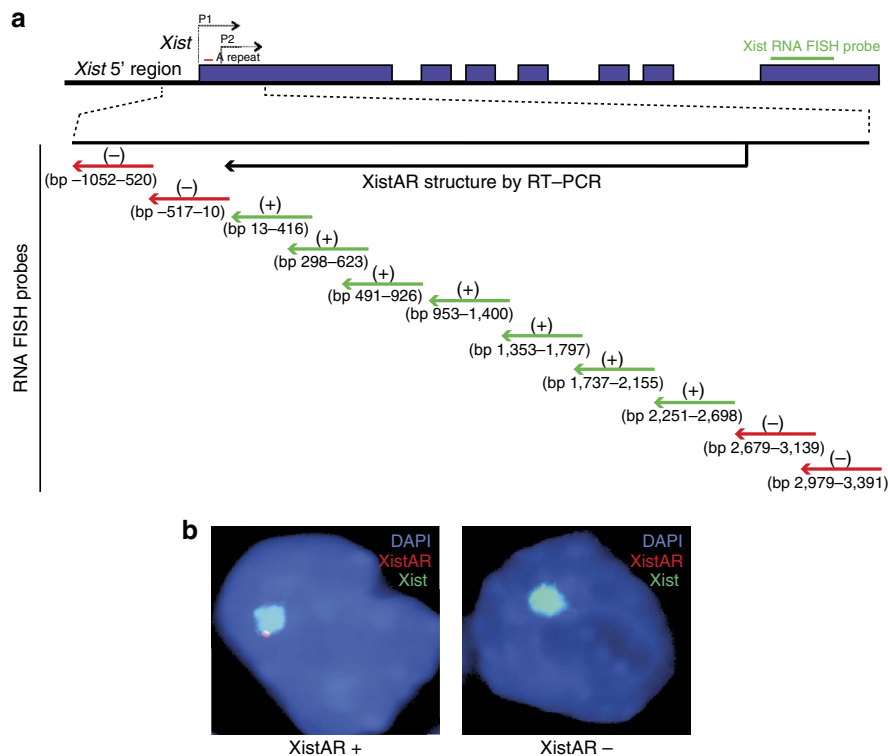 a
P1
Xist
P2
A repeat
Xist 5' region
Xist RNA FISH probe
(–)
(bp –1052–520)
XistAR structure by RT–PCR
(–)
(bp –517–10)
(+)
(bp 13–416)
(+)
(bp 298–623)
(+)
(bp 491–926)
(+)
(bp 953–1,400)
(+)
(bp 1,353–1,797)
(+)
(bp 1,737–2,155)
(+)
(bp 2,251–2,698)
(–)
(bp 2,679–3,139)
(–)
(bp 2,979–3,391)
RNA FISH probes
b
DAPI
XistAR
Xist
DAPI
XistAR
Xist
XistAR +
XistAR –